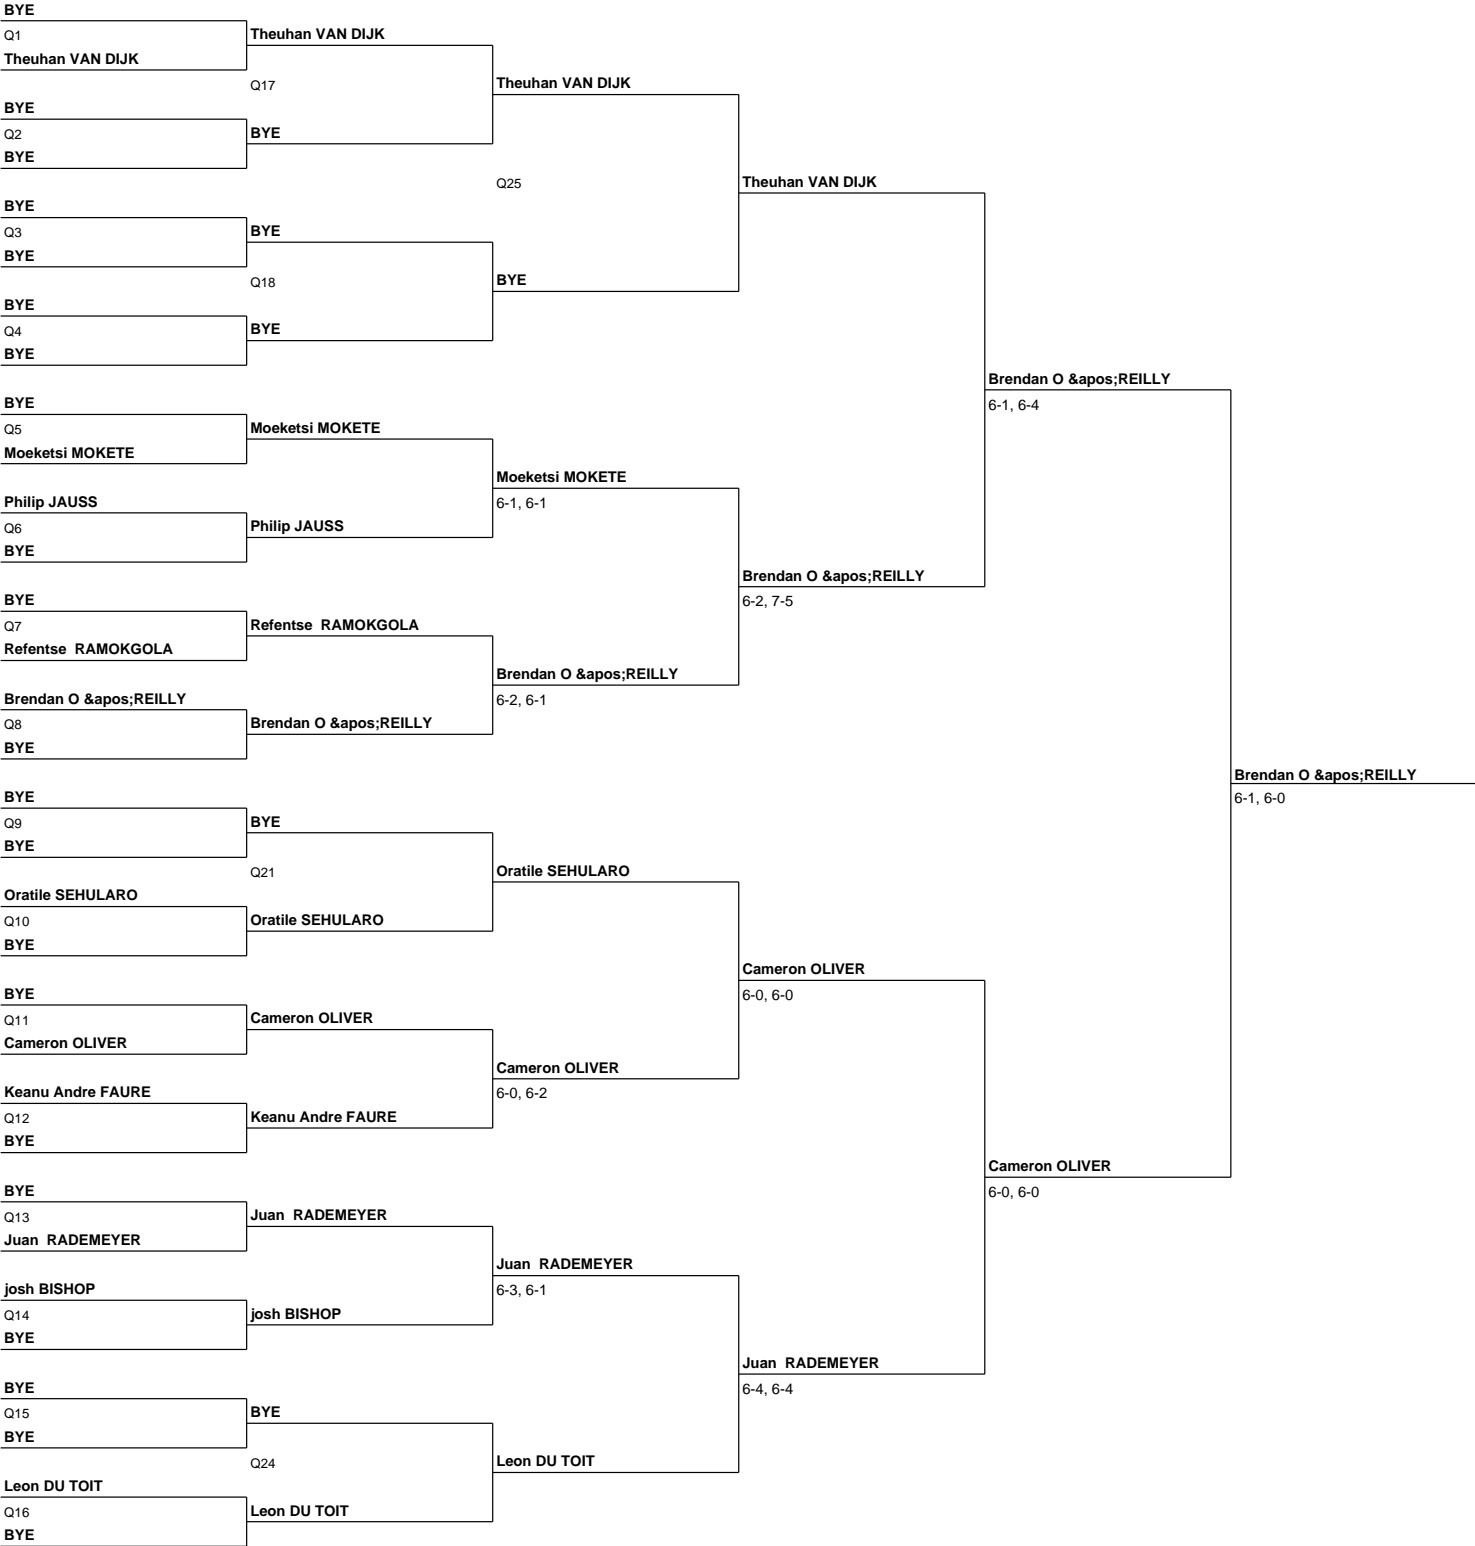 BYE
Q1
Theuhan VAN DIJK
BYE
Q2
BYE
BYE
Q3
BYE
BYE
Q4
BYE
BYE
Q5
Moeketsi MOKETE
Philip JAUSS
Q6
BYE
BYE
Q7
Refentse  RAMOKGOLA
Brendan O &apos;REILLY
Q8
BYE
BYE
Q9
BYE
Oratile SEHULARO
Q10
BYE
BYE
Q11
Cameron OLIVER
Keanu Andre FAURE
Q12
BYE
BYE
Q13
Juan  RADEMEYER
josh BISHOP
Q14
BYE
BYE
Q15
BYE
Leon DU TOIT
Q16
BYE
Theuhan VAN DIJK
Q17
BYE
BYE
Q18
BYE
Moeketsi MOKETE
Philip JAUSS
Refentse  RAMOKGOLA
Brendan O &apos;REILLY
BYE
Q21
Oratile SEHULARO
Cameron OLIVER
Keanu Andre FAURE
Juan  RADEMEYER
josh BISHOP
BYE
Q24
Leon DU TOIT
Theuhan VAN DIJK
Q25
BYE
Moeketsi MOKETE
6-1, 6-1
Brendan O &apos;REILLY
6-2, 6-1
Oratile SEHULARO
Cameron OLIVER
6-0, 6-2
Juan  RADEMEYER
6-3, 6-1
Leon DU TOIT
Theuhan VAN DIJK
Brendan O &apos;REILLY
6-2, 7-5
Cameron OLIVER
6-0, 6-0
Juan  RADEMEYER
6-4, 6-4
Brendan O &apos;REILLY
6-1, 6-4
Cameron OLIVER
6-0, 6-0
Brendan O &apos;REILLY
6-1, 6-0